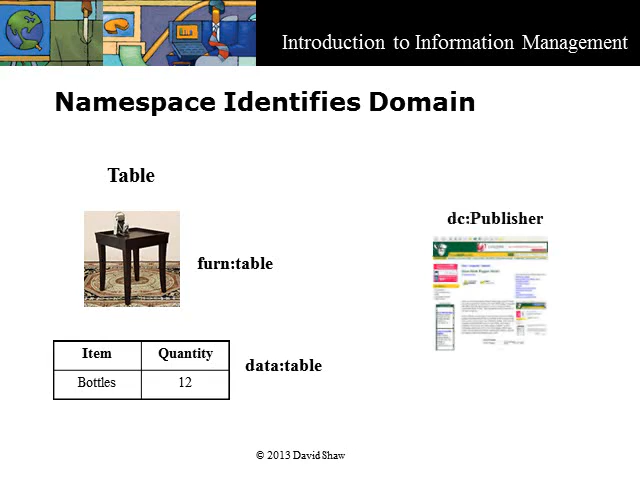 Introduction to Information Management
Namespace Identifies Domain
Table
dc:Publisher
furn:table
Item Quantity
Bottles 12
data:table
© 2013 David Shaw